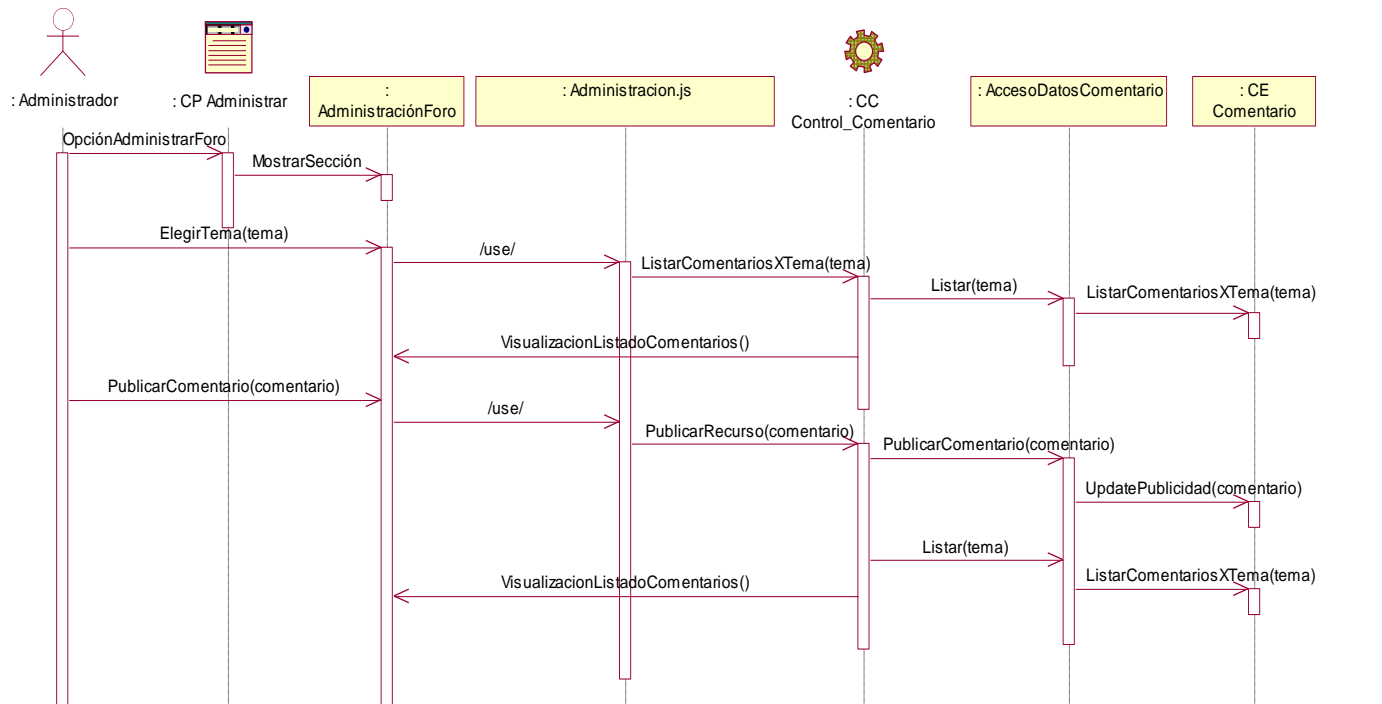 : Administrador
: CP Administrar
:
AdministraciónForo
: Administracion.js
: CC
Control_Comentario
: AccesoDatosComentario
: CE
Comentario
OpciónAdministrarForo
MostrarSección
ElegirTema(tema)
/use/
ListarComentariosXTema(tema)
Listar(tema)
ListarComentariosXTema(tema)
VisualizacionListadoComentarios()
PublicarComentario(comentario)
/use/
PublicarRecurso(comentario)
PublicarComentario(comentario)
UpdatePublicidad(comentario)
Listar(tema)
ListarComentariosXTema(tema)
VisualizacionListadoComentarios()